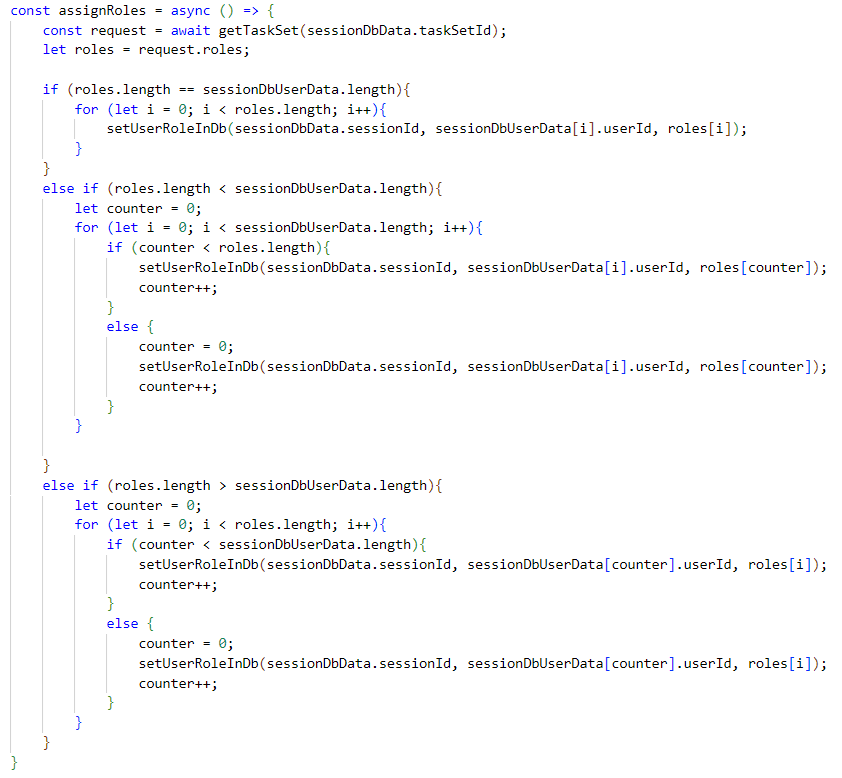 const assignRoles = async () => {
    const request = await getTaskSet(sessionDbData.taskSetId);
    let roles = request.roles;

    if (roles.length == sessionDbUserData.length){
        for (let i = 0; i < roles.length; i++){
            setUserRoleInDb(sessionDbData.sessionId, sessionDbUserData[i].userId, roles[i]);
        }
    }
    else if (roles.length < sessionDbUserData.length){
        let counter = 0;
        for (let i = 0; i < sessionDbUserData.length; i++){
            if (counter < roles.length){
                setUserRoleInDb(sessionDbData.sessionId, sessionDbUserData[i].userId, roles[counter]);
                counter++;
            }
            else {
                counter = 0;
                setUserRoleInDb(sessionDbData.sessionId, sessionDbUserData[i].userId, roles[counter]);
                counter++;
            }
        }

    }
    else if (roles.length > sessionDbUserData.length){
        let counter = 0;
        for (let i = 0; i < roles.length; i++){
            if (counter < sessionDbUserData.length){
                setUserRoleInDb(sessionDbData.sessionId, sessionDbUserData[counter].userId, roles[i]);
                counter++;
            }
            else {
                counter = 0;
                setUserRoleInDb(sessionDbData.sessionId, sessionDbUserData[counter].userId, roles[i]);
                counter++;
            }
        }
    }
}